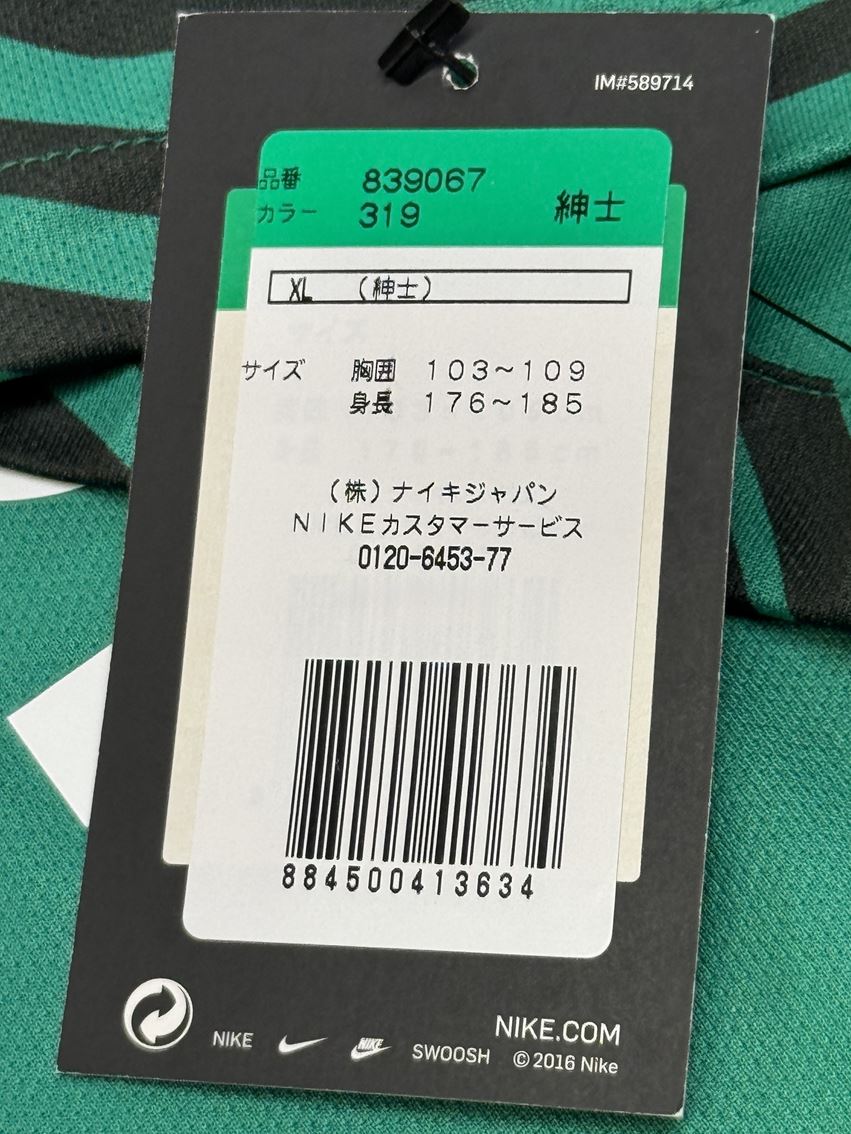 IM#589714
品番 839067
カラー 319 紳士
XL (紳士)
サイズ 胸囲 103~109
身長 176~185
(株)ナイキジャパン
NIKEカスタマーサービス
0120-6453-77
884500413634
NIKE.COM
NIKE NIKE SWOOSH ©2016 Nike